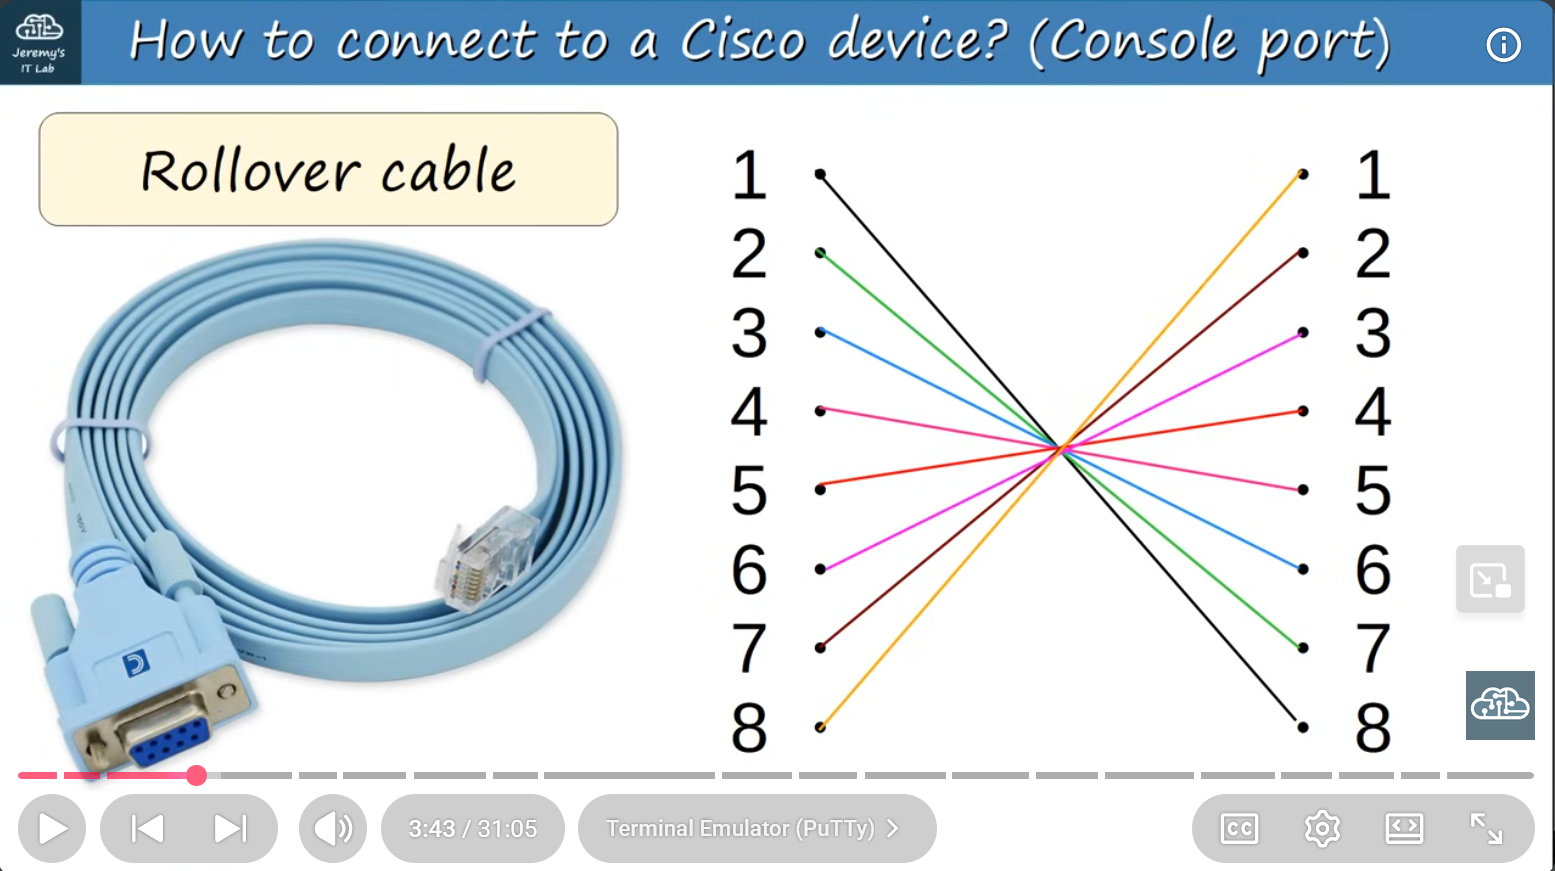 How to connect to a Cisco device? (Console port)
Jeremy's
IT Lab
Rollover cable
1 1
2 2
3 3
4 4
5 5
6 6
7 7
8 8
3:43 / 31:05
Terminal Emulator (PuTTy)
CC